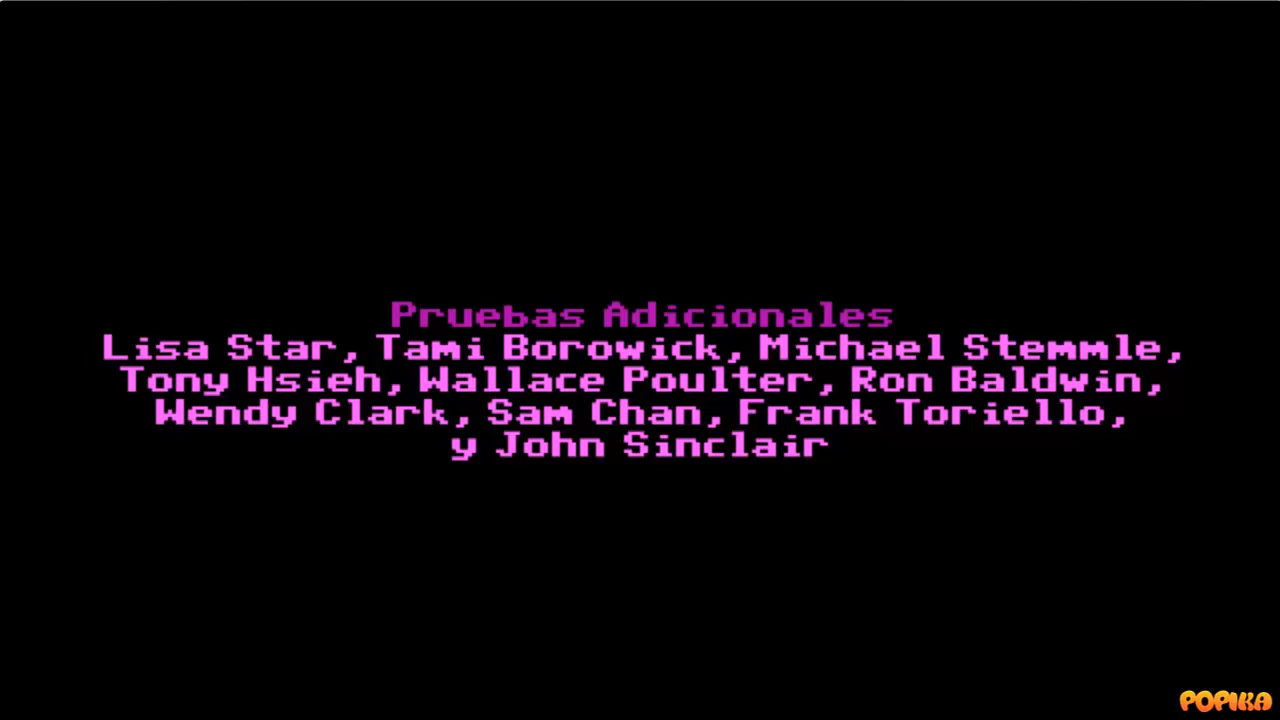 Pruebas Adicionales
Lisa Star, Tami Borowick, Michael Stemmle,
Tony Hsieh, Wallace Poulter, Ron Baldwin,
Wendy Clark, Sam Chan, Frank Toriello,
y John Sinclair
POPIKA